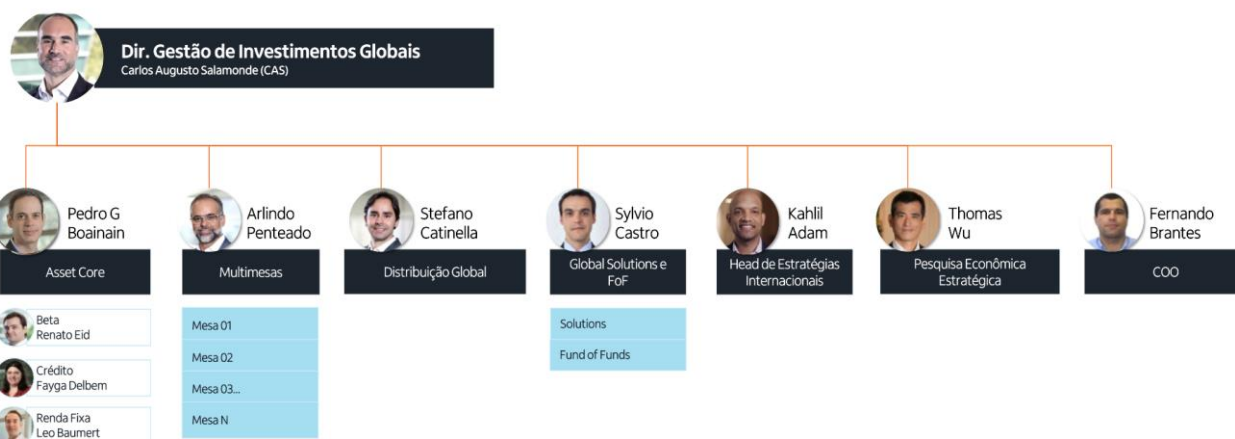 Dir. Gestão de Investimentos Globais
Carlos Augusto Salamonde (CAS)
Pedro G
Boainain
Asset Core
Beta
Renato Eid
Crédito
Fayga Delbem
Renda Fixa
Leo Baumert
Arlindo
Penteado
Multimesas
Mesa 01
Mesa 02
Mesa 03...
Mesa N
Stefano
Catinella
Distribuição Global
Sylvio
Castro
Global Solutions e
FoF
Solutions
Fund of Funds
Kahlil
Adam
Head de Estratégias
Internacionais
Thomas
Wu
Pesquisa Econômica
Estratégica
Fernando
Brantes
COO